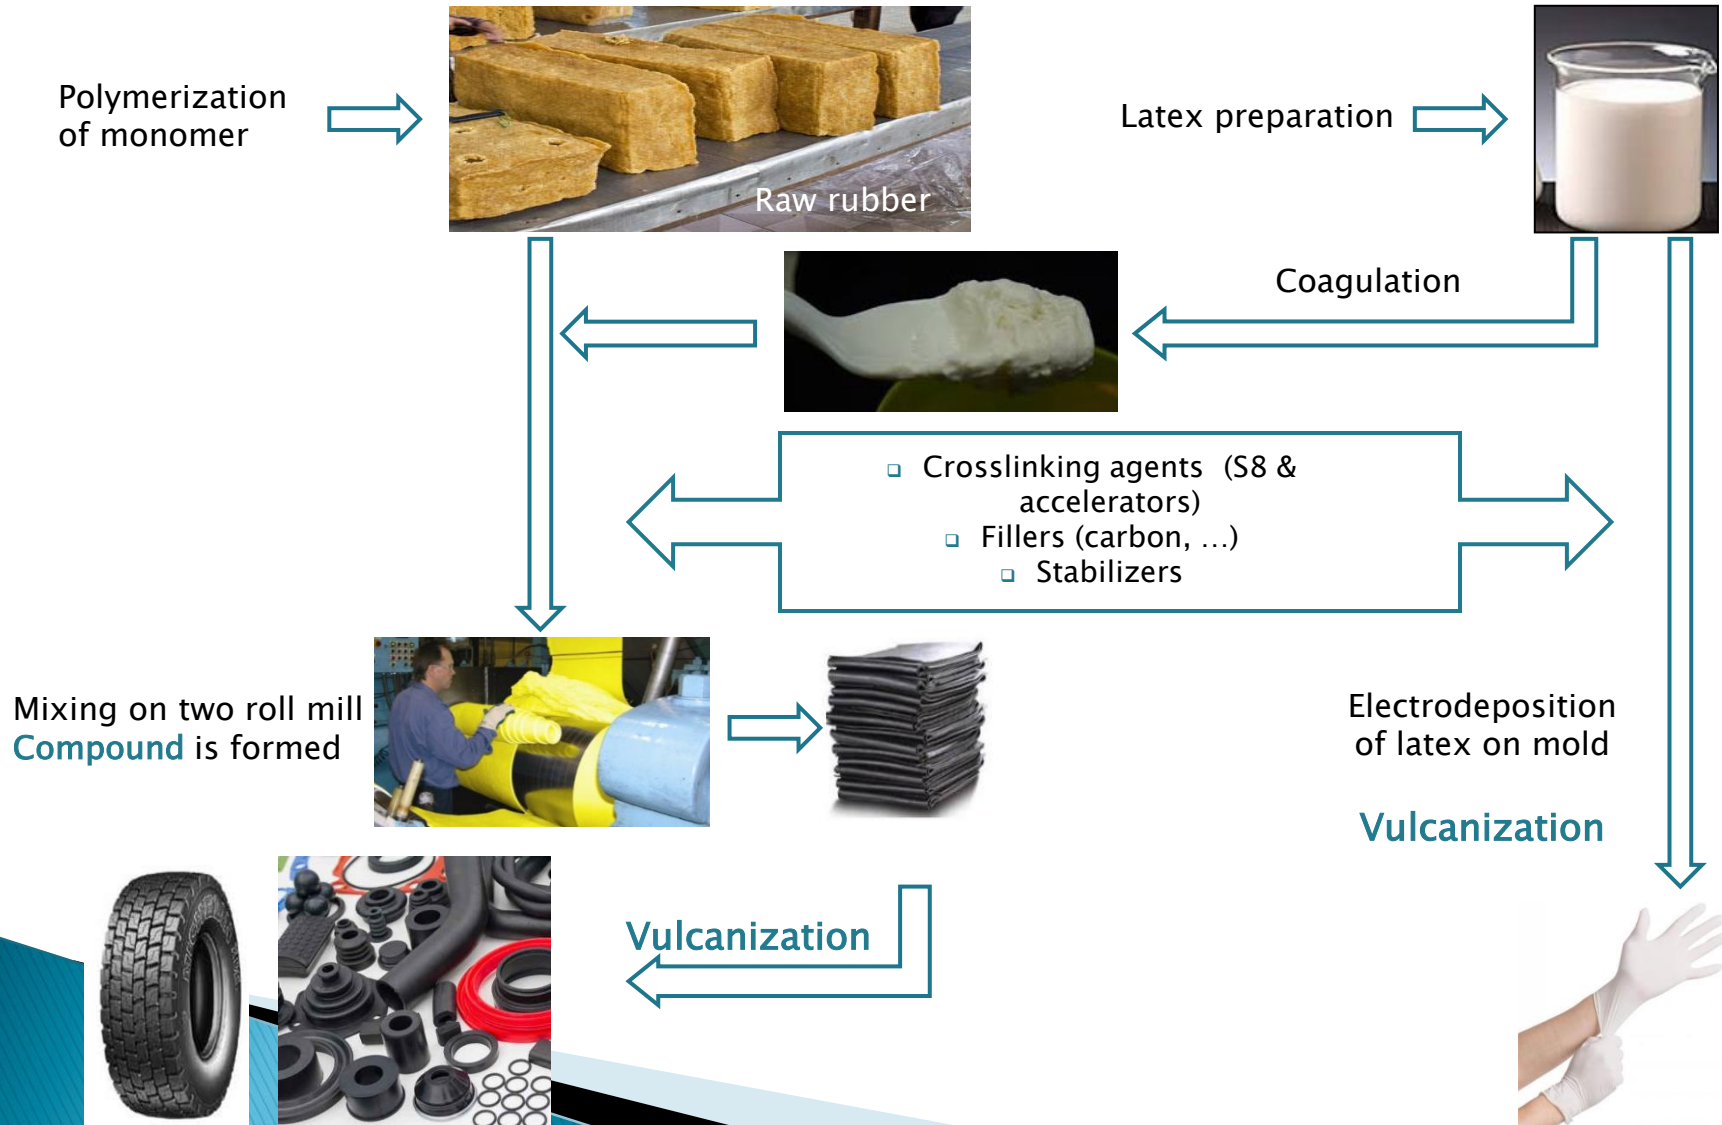 Polymerization
of monomer
Raw rubber
Latex preparation
Coagulation
❑ Crosslinking agents (S8 &
accelerators)
❑ Fillers (carbon, ...)
❑ Stabilizers
Mixing on two roll mill
Compound is formed
Electrodeposition
of latex on mold
Vulcanization
Vulcanization